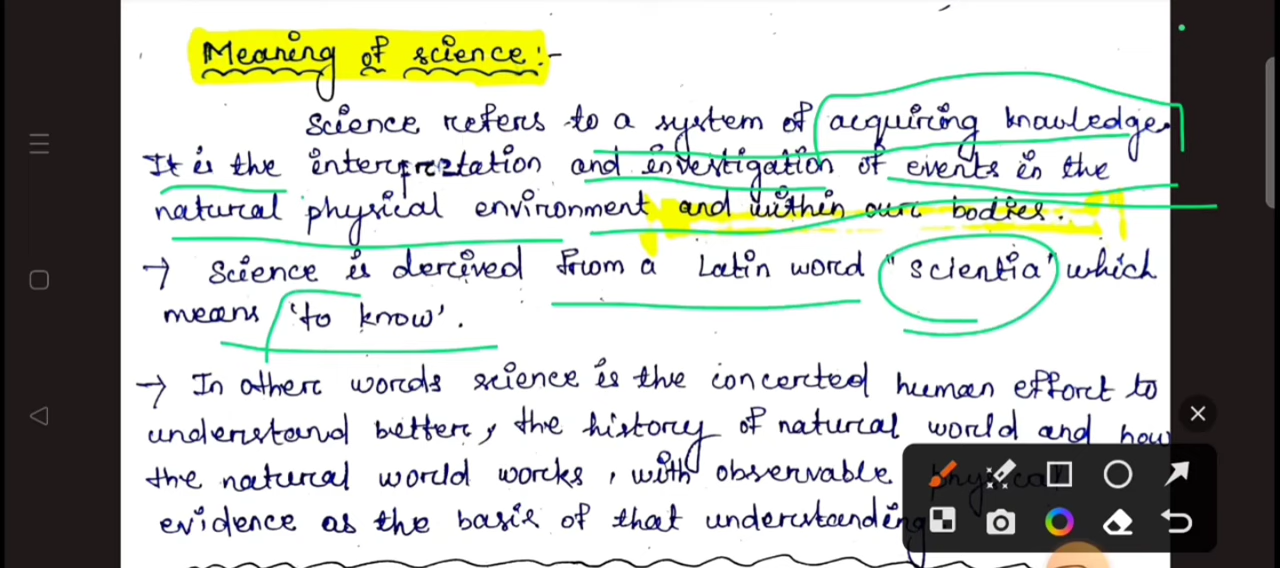 Meaning of science:-
Science refers to a system of acquiring knowledge.
It is the interpretation and investigation of events in the
natural physical environment and within our bodies.
→ Science is derived from a Latin word "scientia" which
means 'to know'.
→ In other words science is the concerted human effort to
understand better, the history of natural world and how
the natural world works, with observable physical
evidence as the basis of that understanding